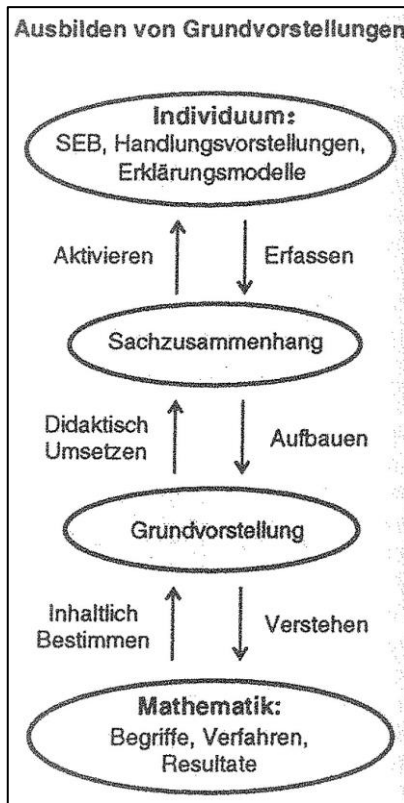 Ausbilden von Grundvorstellungen
Individuum:
SEB, Handlungsvorstellungen,
Erklärungsmodelle
Aktivieren
Erfassen
Sachzusammenhang
Didaktisch
Umsetzen
Aufbauen
Grundvorstellung
Inhaltlich
Bestimmen
Verstehen
Mathematik:
Begriffe, Verfahren,
Resultate